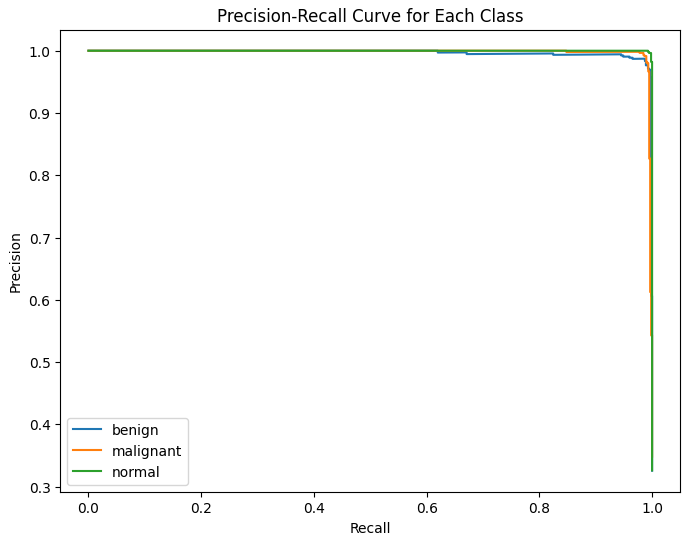 Precision-Recall Curve for Each Class
Precision
1.0
0.9
0.8
0.7
0.6
0.5
0.4
0.3
benign
malignant
normal
0.0 0.2 0.4 0.6 0.8 1.0
Recall